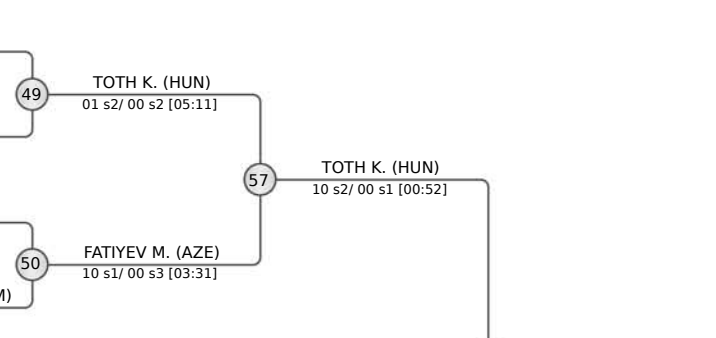 TOTH K. (HUN)
49
01 s2/ 00 s2 [05:11]
TOTH K. (HUN)
57
10 s2/ 00 s1 [00:52]
FATIYEV M. (AZE)
50
10 s1/ 00 s3 [03:31]
M)